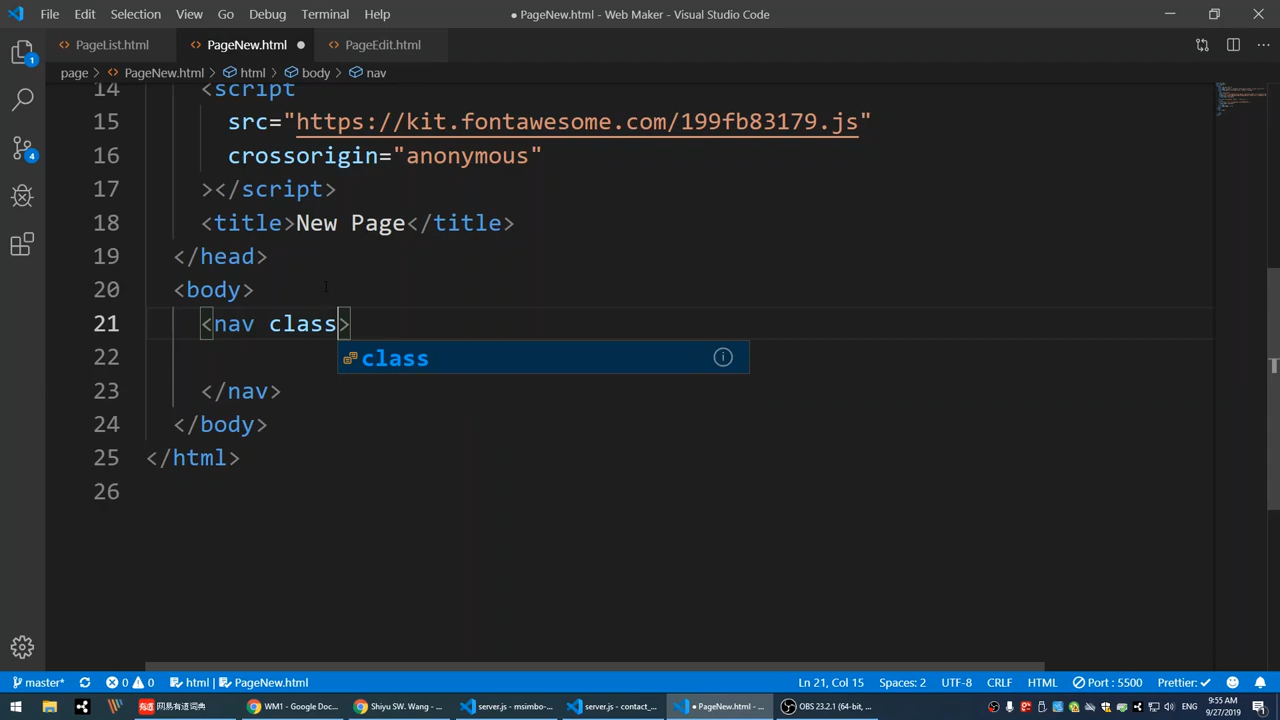 File Edit Selection View Go Debug Terminal Help
● PageNew.html - Web Maker - Visual Studio Code
PageList.html
PageNew.html
PageEdit.html
page > PageNew.html > html > body > nav
14 <script
15 src="https://kit.fontawesome.com/199fb83179.js"
16 crossorigin="anonymous"
17 ></script>
18 <title>New Page</title>
19 </head>
20 <body>
21 <nav class>
class
22
23 </nav>
24 </body>
25 </html>
26
1
4
master* 0 0 html | PageNew.html
Ln 21, Col 15 Spaces: 2 UTF-8 CRLF HTML Port : 5500 Prettier: ✓
网易有道词典
WM1 - Google Doc...
Shiyu SW. Wang - ...
server.js - msimbo-...
server.js - contact_...
● PageNew.html - ...
OBS 23.2.1 (64-bit, ...
ENG
9:55 AM
9/27/2019